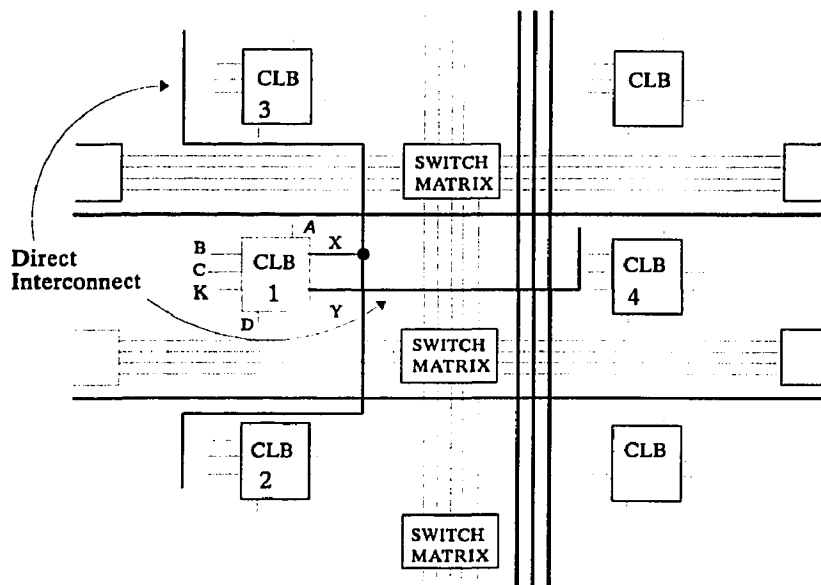 CLB
3
CLB
SWITCH
MATRIX
A
B
X
C
CLB
K
1
Y
D
Direct
Interconnect
CLB
4
SWITCH
MATRIX
CLB
2
CLB
SWITCH
MATRIX